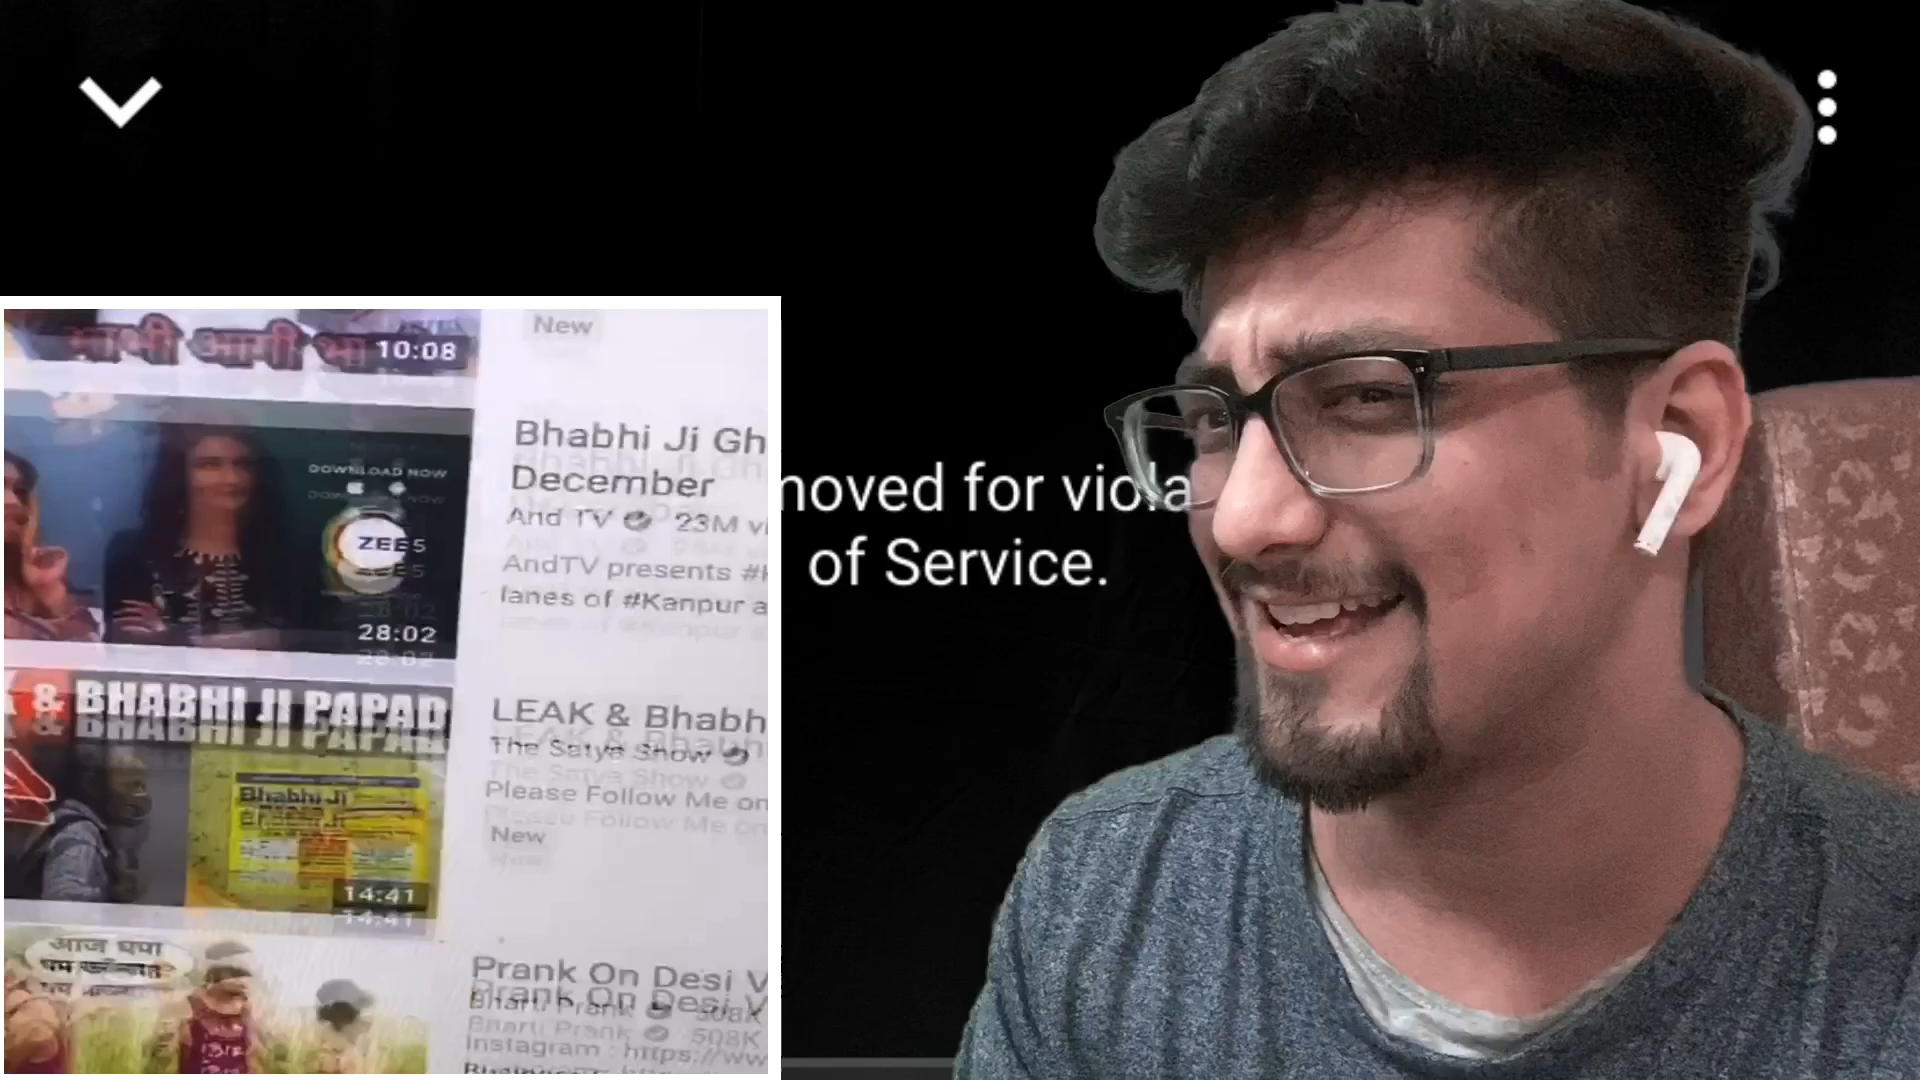 moved for viola
of Service.
10:08
New
Bhabhi Ji Gh
December
And TV 23M vi
AndTV presents
lanes of #Kanpur a
DOWNLOAD NOW
ZEE5
28:02
& BHABHI JI PAPAD
Bhabhi Ji
14:41
LEAK & Bhabh
The Satya Show
Please Follow Me on
New
आज घपा
Prank On Desi V
Bharti Prank 508K
Instagram : https://ww